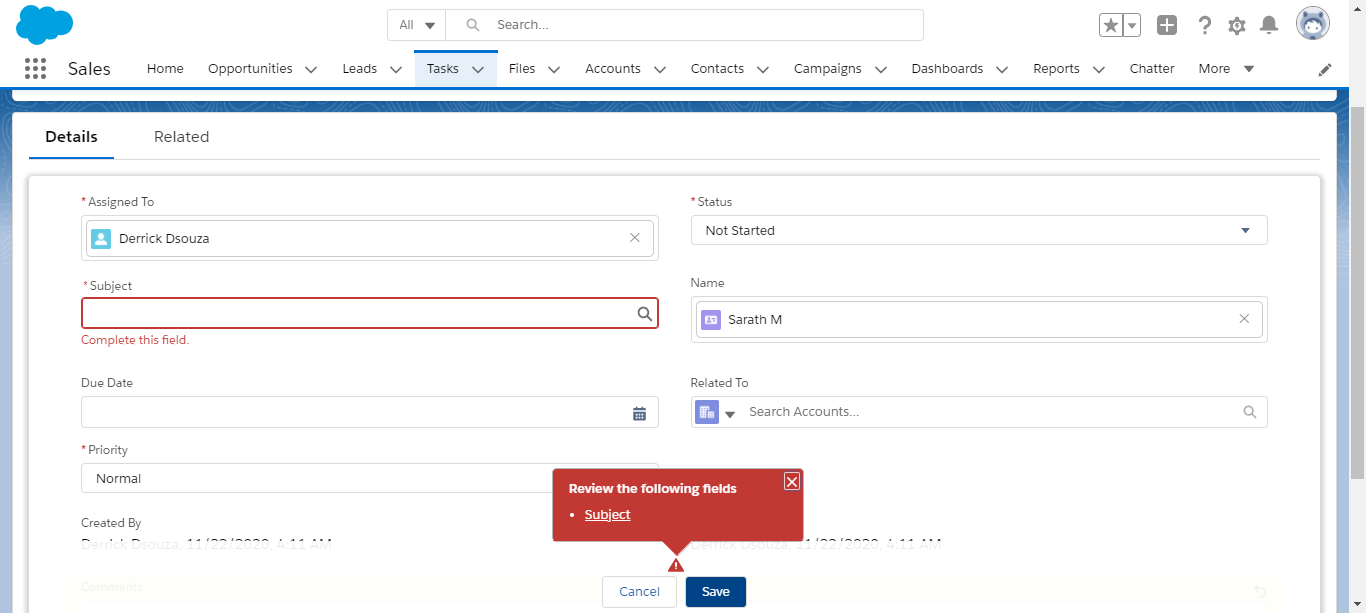 All Search...
Sales Home Opportunities Leads Tasks Files Accounts Contacts Campaigns Dashboards Reports Chatter More
Details Related
* Assigned To
Derrick Dsouza
* Status
Not Started
* Subject
Complete this field.
Name
Sarath M
Due Date
Related To
Search Accounts...
* Priority
Normal
Review the following fields
• Subject
Created By
Derrick Dsouza, 11/22/2020, 4:11 AM
Derrick Dsouza, 11/22/2020, 4:11 AM
Comments
Cancel Save